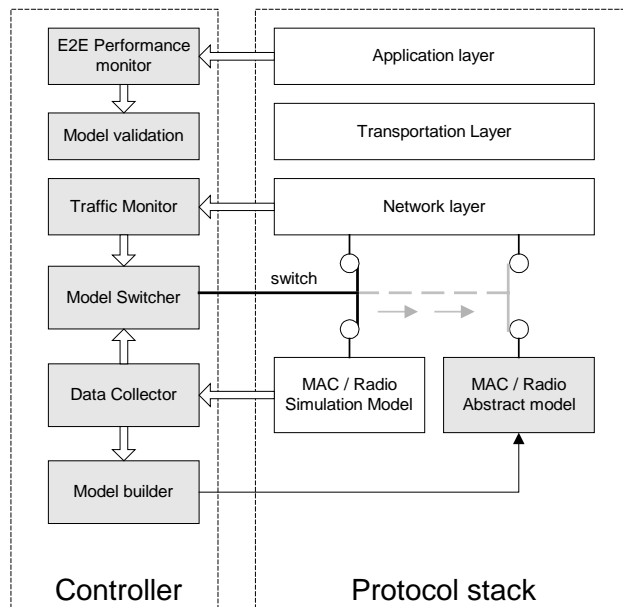 E2E Performance
monitor
Application layer
Model validation
Transportation Layer
Traffic Monitor
Network layer
Model Switcher
switch
Data Collector
MAC / Radio
Simulation Model
MAC / Radio
Abstract model
Model builder
Controller
Protocol stack